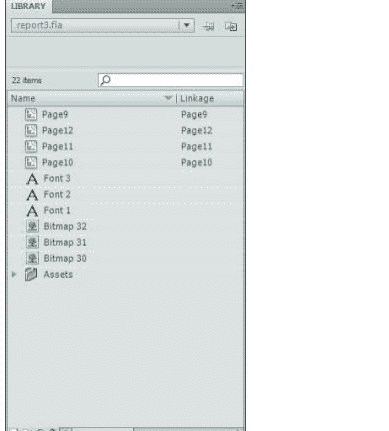 LIBRARY
report3.fla
22 items
Name Linkage
Page9 Page9
Page12 Page12
Page11 Page11
Page10 Page10
Font 3
Font 2
Font 1
Bitmap 32
Bitmap 31
Bitmap 30
Assets